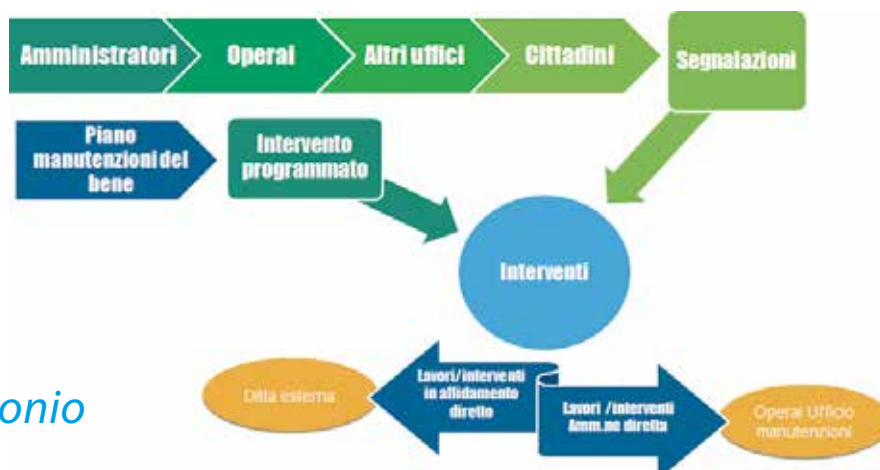 Amministratori
Operai
Altri uffici
Cittadini
Segnalazioni
Piano
manutenzioni del
bene
Intervento
programmato
Interventi
onio
Ditta esterna
Lavori/interventi
in affidamento
diretto
Lavori /interventi
Amm.ne diretta
Operai Ufficio
manutenzioni